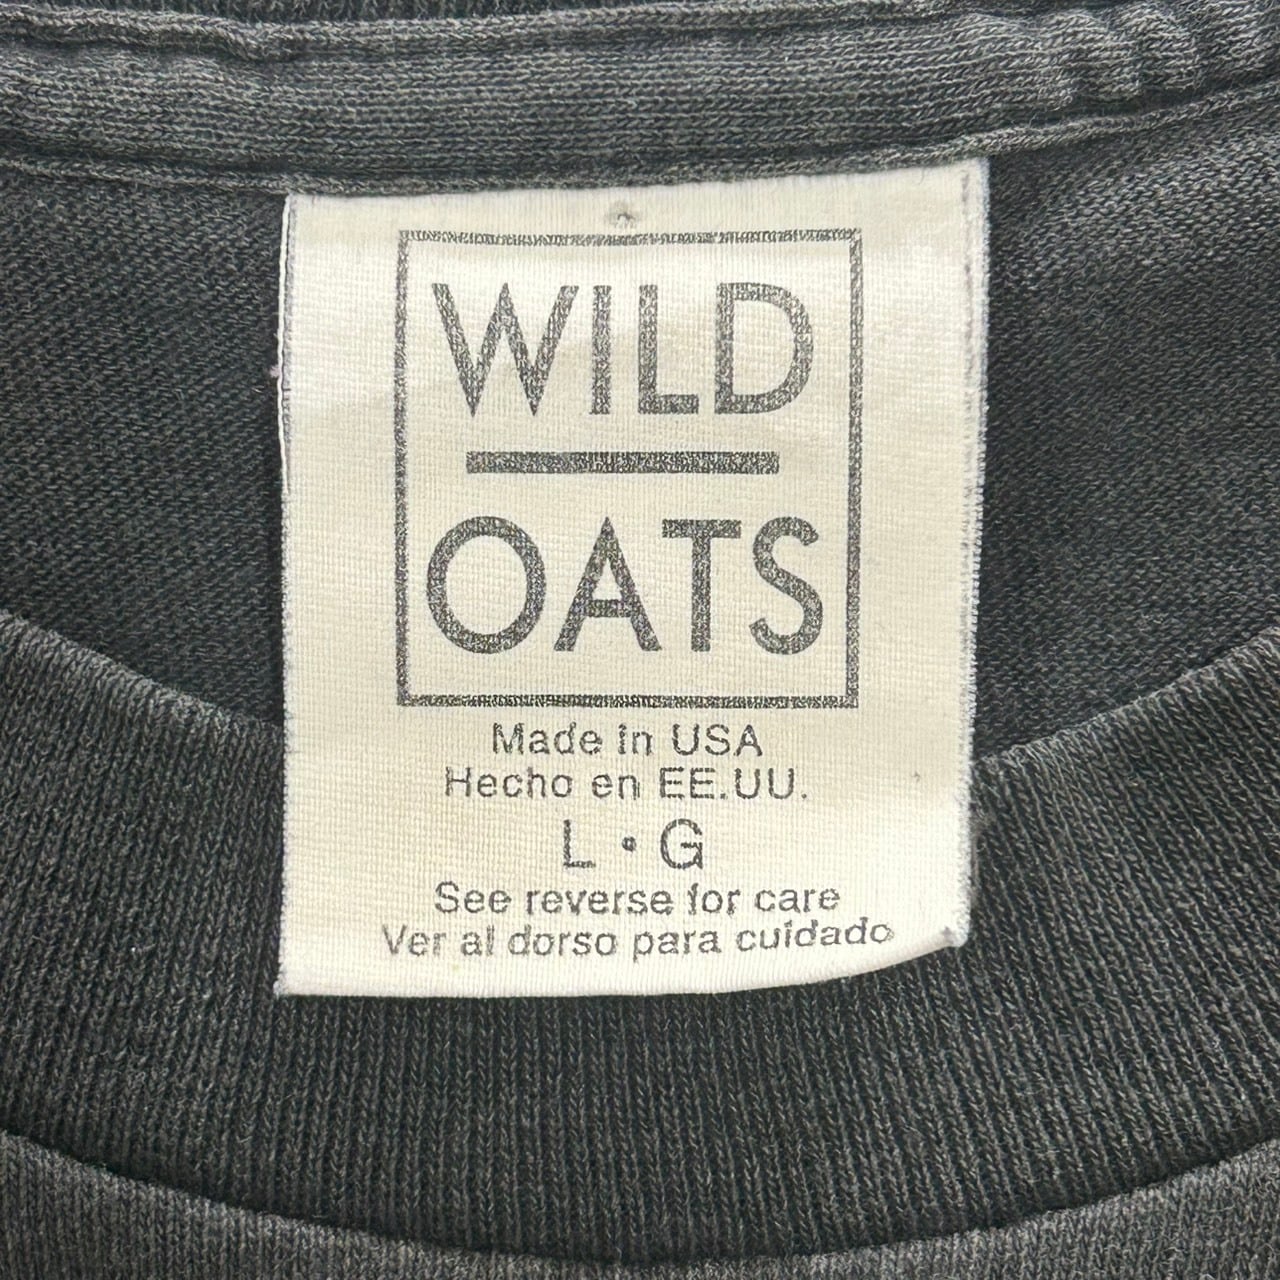 WILD
OATS
Made in USA
Hecho en EE.UU.
L • G
See reverse for care
Ver al dorso para cuidado